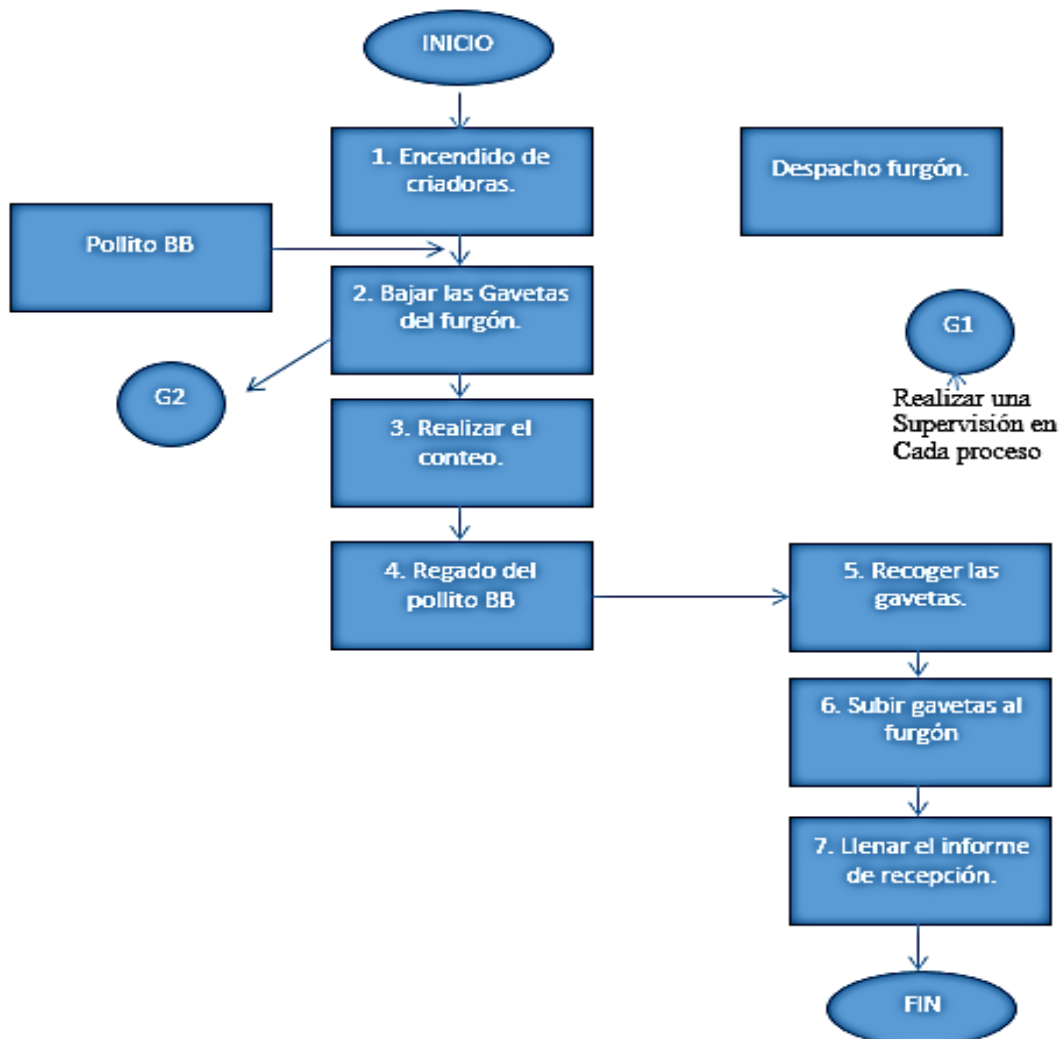 INICIO
1. Encendido de
criadoras.
Despacho furgón.
Pollito BB
2. Bajar las Gavetas
del furgón.
G1
G2
Realizar una
Supervisión en
Cada proceso
3. Realizar el
conteo.
4. Regado del
pollito BB
5. Recoger las
gavetas.
6. Subir gavetas al
furgón
7. Llenar el informe
de recepción.
FIN